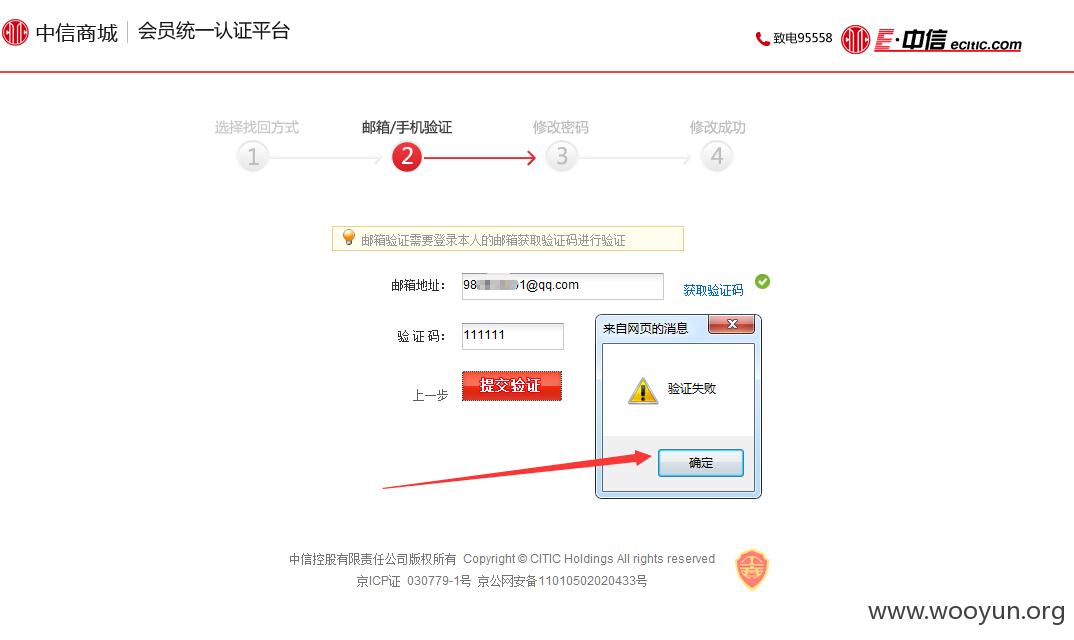 中信商城 会员统一认证平台
致电95558 E·中信 ecitic.com
选择找回方式 邮箱/手机验证 修改密码 修改成功
1 2 3 4
邮箱验证需要登录本人的邮箱获取验证码进行验证
邮箱地址: 98 1@qq.com 获取验证码
来自网页的消息
验证码: 111111
验证失败
上一步 提交验证
确定
中信控股有限责任公司版权所有 Copyright © CITIC Holdings All rights reserved
京ICP证 030779-1号 京公网安备11010502020433号
www.wooyun.org